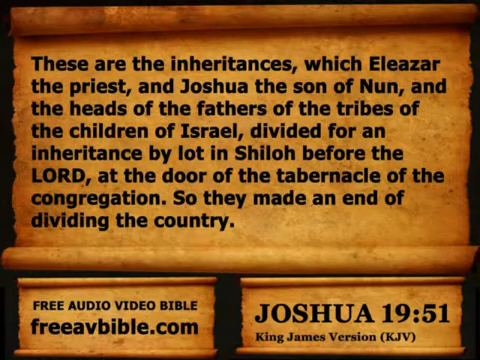 These are the inheritances, which Eleazar
the priest, and Joshua the son of Nun, and
the heads of the fathers of the tribes of
the children of Israel, divided for an
inheritance by lot in Shiloh before the
LORD, at the door of the tabernacle of the
congregation. So they made an end of
dividing the country.
FREE AUDIO VIDEO BIBLE
freeavbible.com
JOSHUA 19:51
King James Version (KJV)